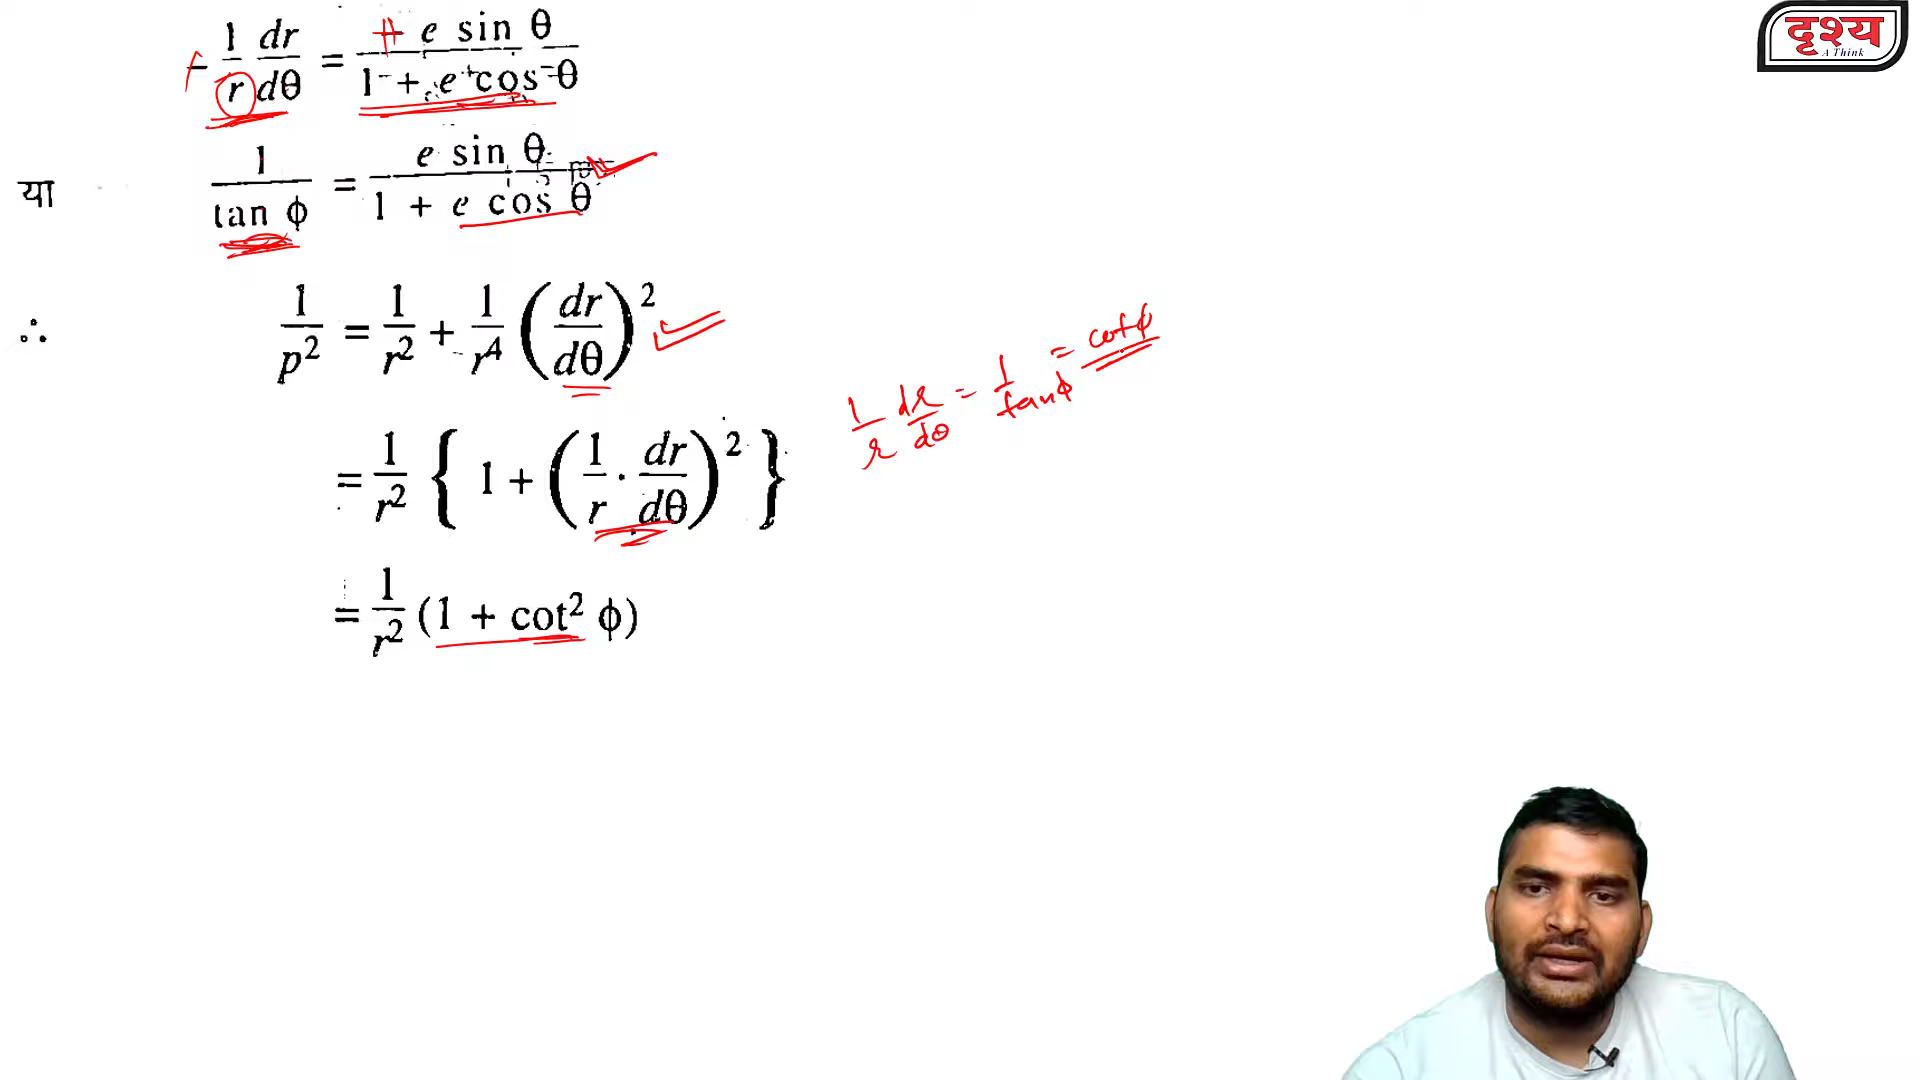 दृश्य
A Think
- 1/r dr/dθ = + e sin θ / 1 + e cos θ
या 1/tan ϕ = e sin θ / 1 + e cos θ
∴ 1/p² = 1/r² + 1/r⁴ (dr/dθ)²
= 1/r² { 1 + (1/r · dr/dθ)² }
1/r dr/dθ = 1/tanϕ = cotϕ
= 1/r² (1 + cot² ϕ)